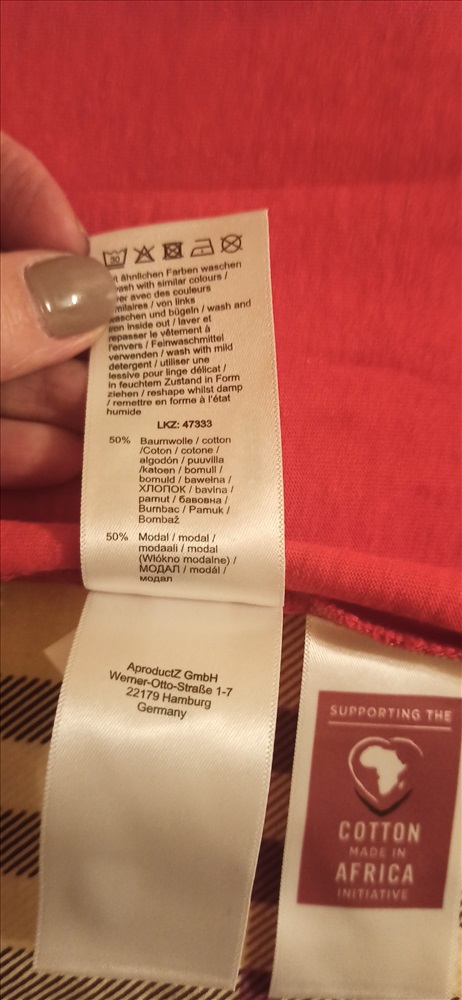 30
ähnlichen Farben waschen
with similar colours /
avec des couleurs
/ von links
waschen und bügeln / wash and
iron inside out / laver et
repasser le vêtement à
l'envers / Feinwaschmittel
verwenden / wash with mild
detergent / utiliser une
lessive pour linge délicat /
in feuchtem Zustand in Form
ziehen / reshape whilst damp
/ remettre en forme à l'état
humide
LKZ: 47333
50% Baumwolle / cotton
/Coton / cotone /
algodón / puuvilla
/katoen / bomull /
bomuld / bawełna /
ХЛОПОК / bavlna /
pamut / бавовна /
Bumbac / Pamuk /
Bombaž
50% Modal / modal /
modaali / modal
(Włókno modalne) /
МОДАЛ / modál /
модал
AproductZ GmbH
Werner-Otto-Straße 1-7
22179 Hamburg
Germany
SUPPORTING THE
COTTON
MADE IN
AFRICA
INITIATIVE